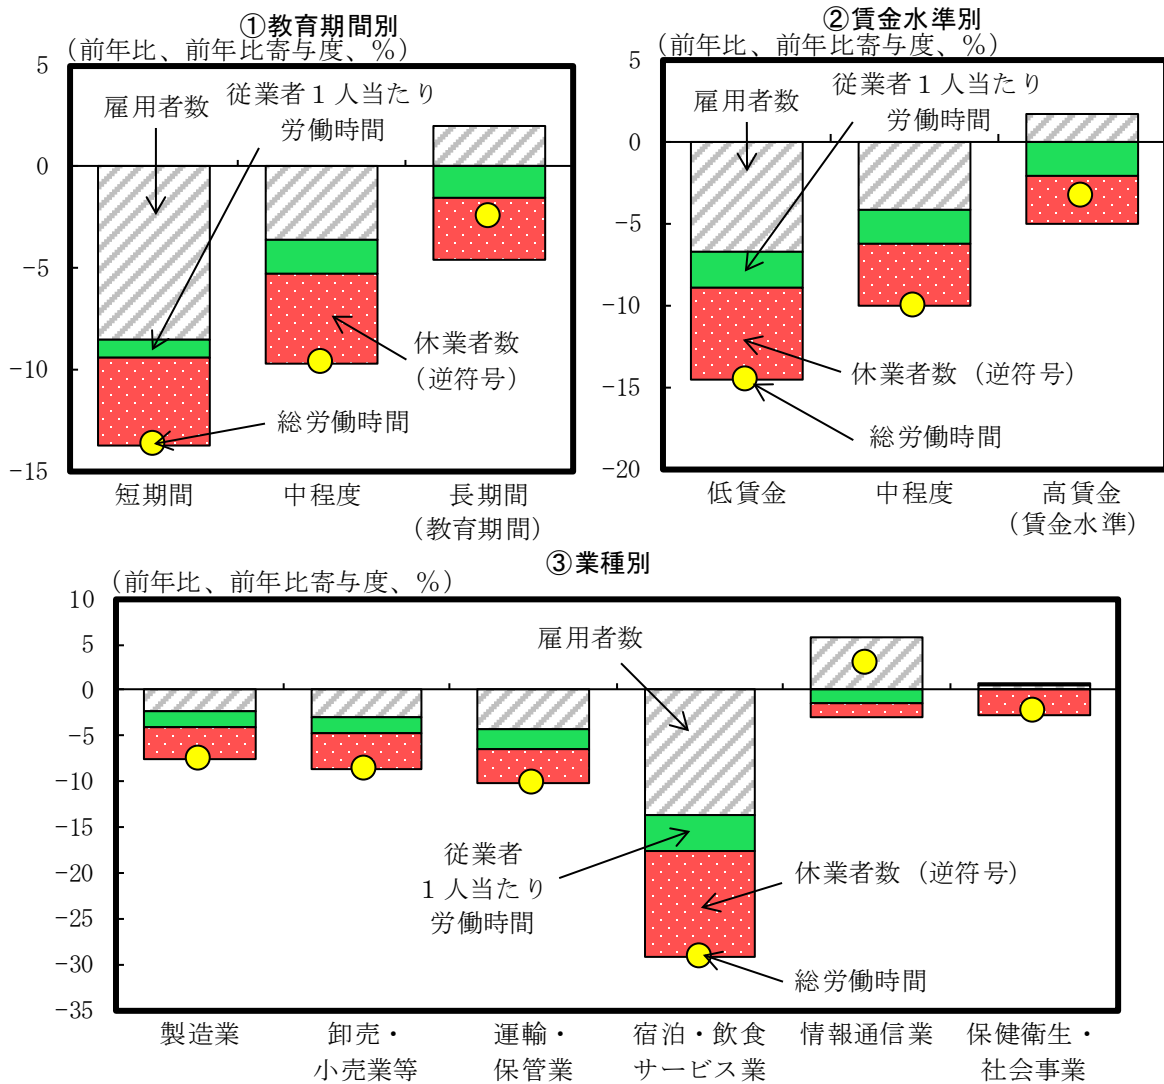 ①教育期間別
(前年比、前年比寄与度、%)
5
0
-5
-10
-15
雇用者数
従業者1人当たり
労働時間
休業者数
(逆符号)
総労働時間
短期間
中程度
長期間
(教育期間)
②賃金水準別
(前年比、前年比寄与度、%)
5
0
-5
-10
-15
-20
雇用者数
従業者1人当たり
労働時間
休業者数(逆符号)
総労働時間
低賃金
中程度
高賃金
(賃金水準)
③業種別
(前年比、前年比寄与度、%)
10
5
0
-5
-10
-15
-20
-25
-30
-35
雇用者数
従業者
1人当たり
労働時間
休業者数(逆符号)
総労働時間
製造業
卸売・
小売業等
運輸・
保管業
宿泊・飲食
サービス業
情報通信業
保健衛生・
社会事業